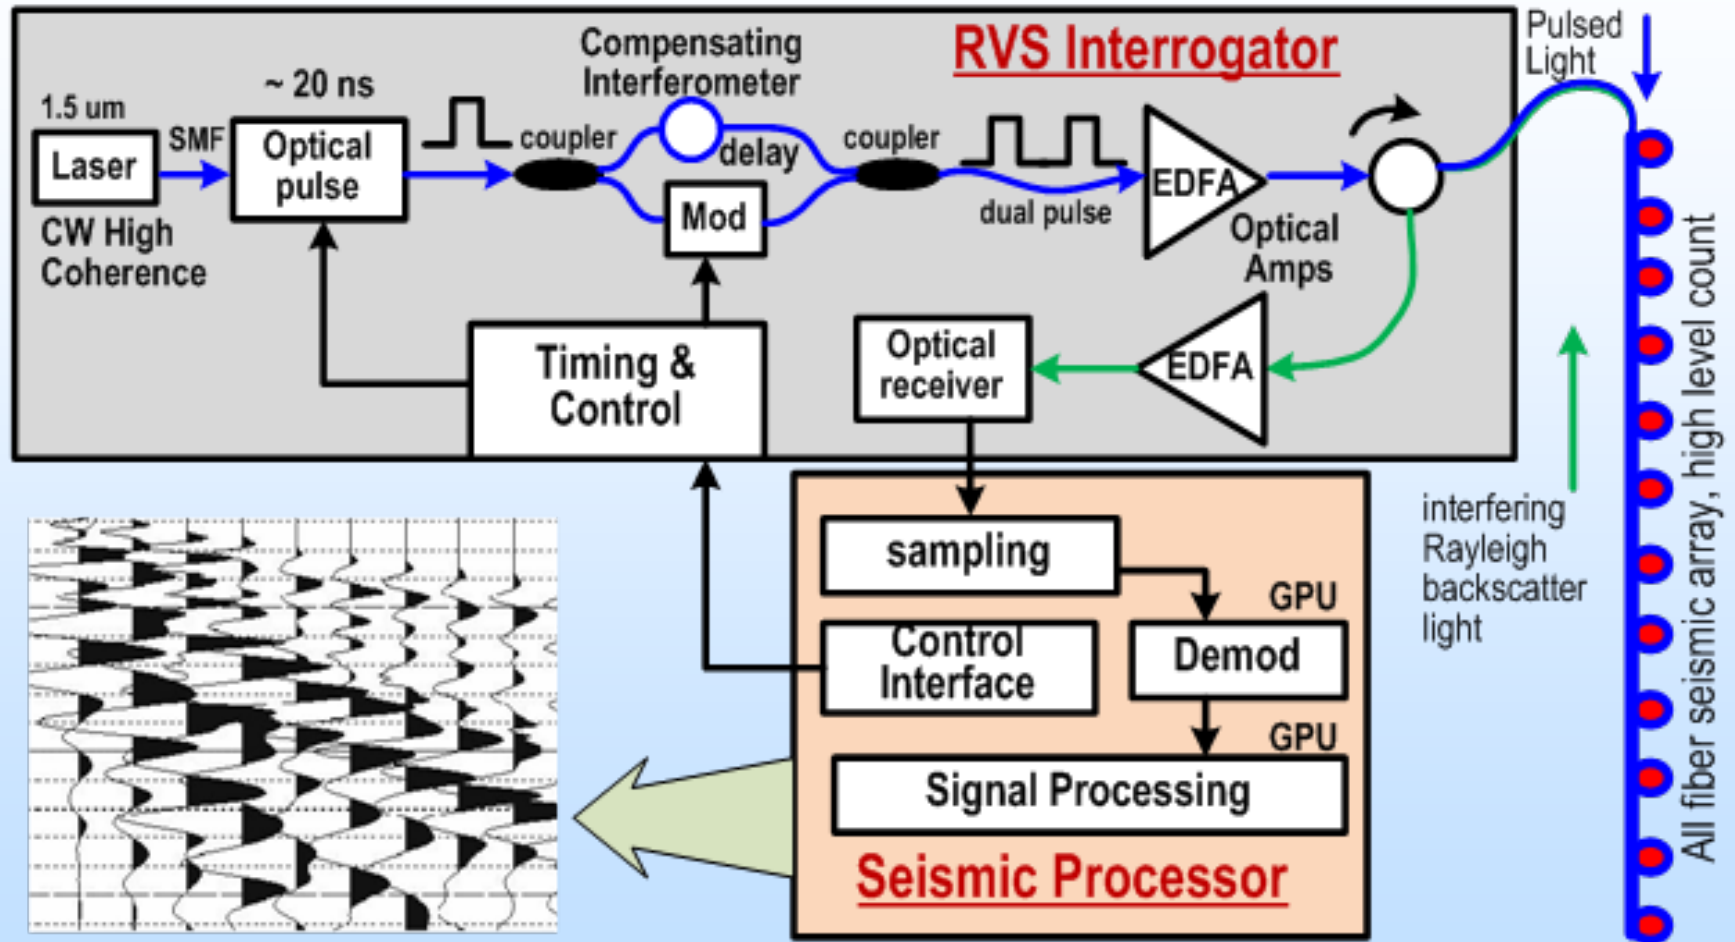 RVS Interrogator
Compensating
Interferometer
~ 20 ns
1.5 um
Laser
SMF
Optical
pulse
CW High
Coherence
coupler
delay
Mod
coupler
dual pulse
EDFA
Optical
Amps
Pulsed
Light
Timing &
Control
Optical
receiver
EDFA
All fiber seismic array, high level count
interfering
Rayleigh
backscatter
light
sampling
GPU
Control
Interface
Demod
GPU
Signal Processing
Seismic Processor